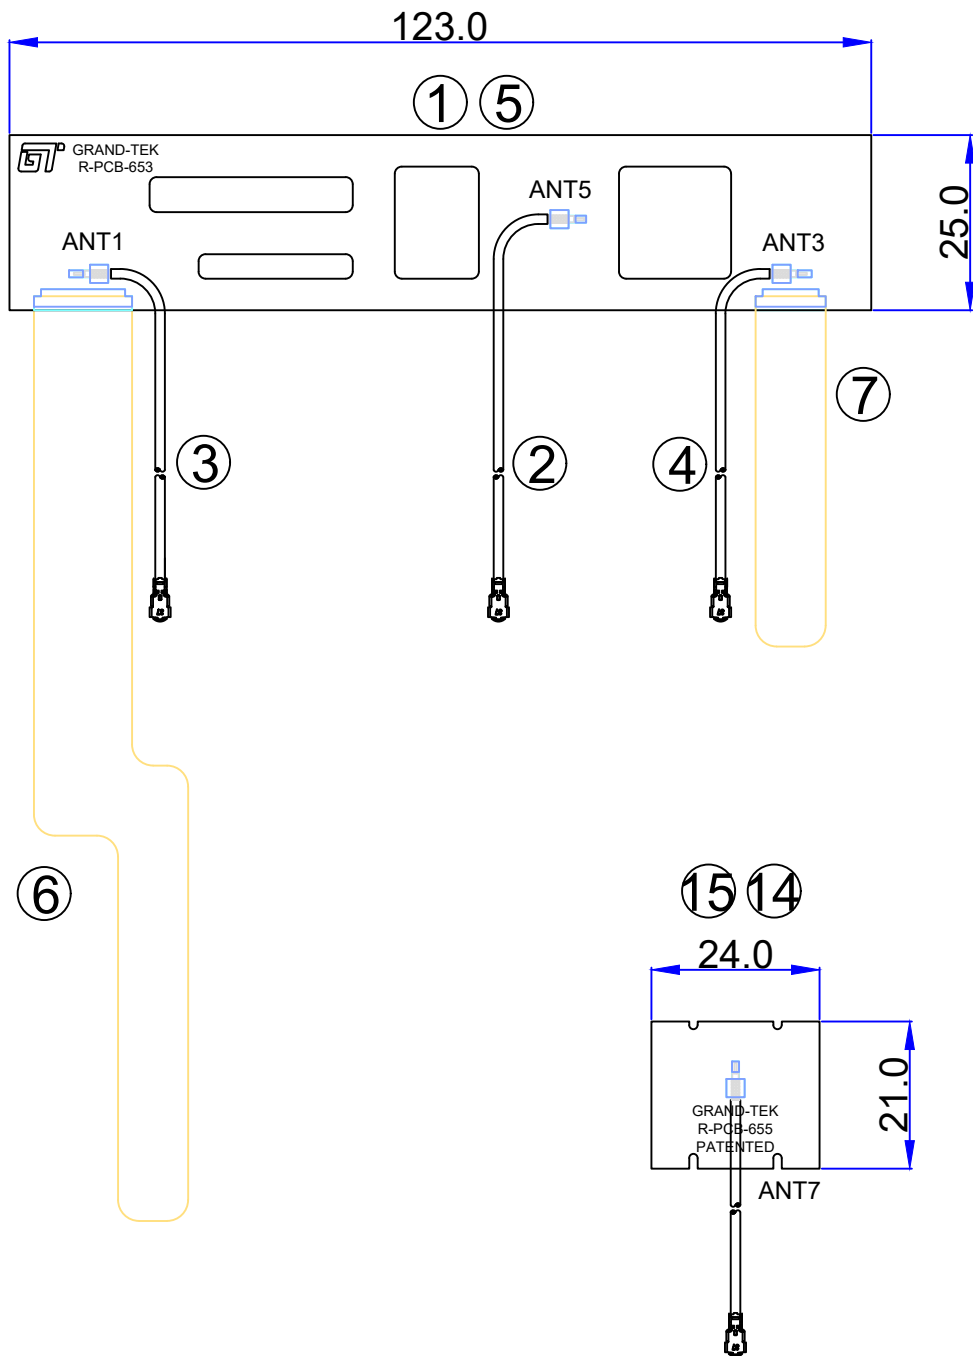 123.0
1 5
GT
GRAND-TEK
R-PCB-653
ANT5
ANT1
ANT3
25.0
7
3
2
4
6
15 14
24.0
GRAND-TEK
R-PCB-655
PATENTED
21.0
ANT7